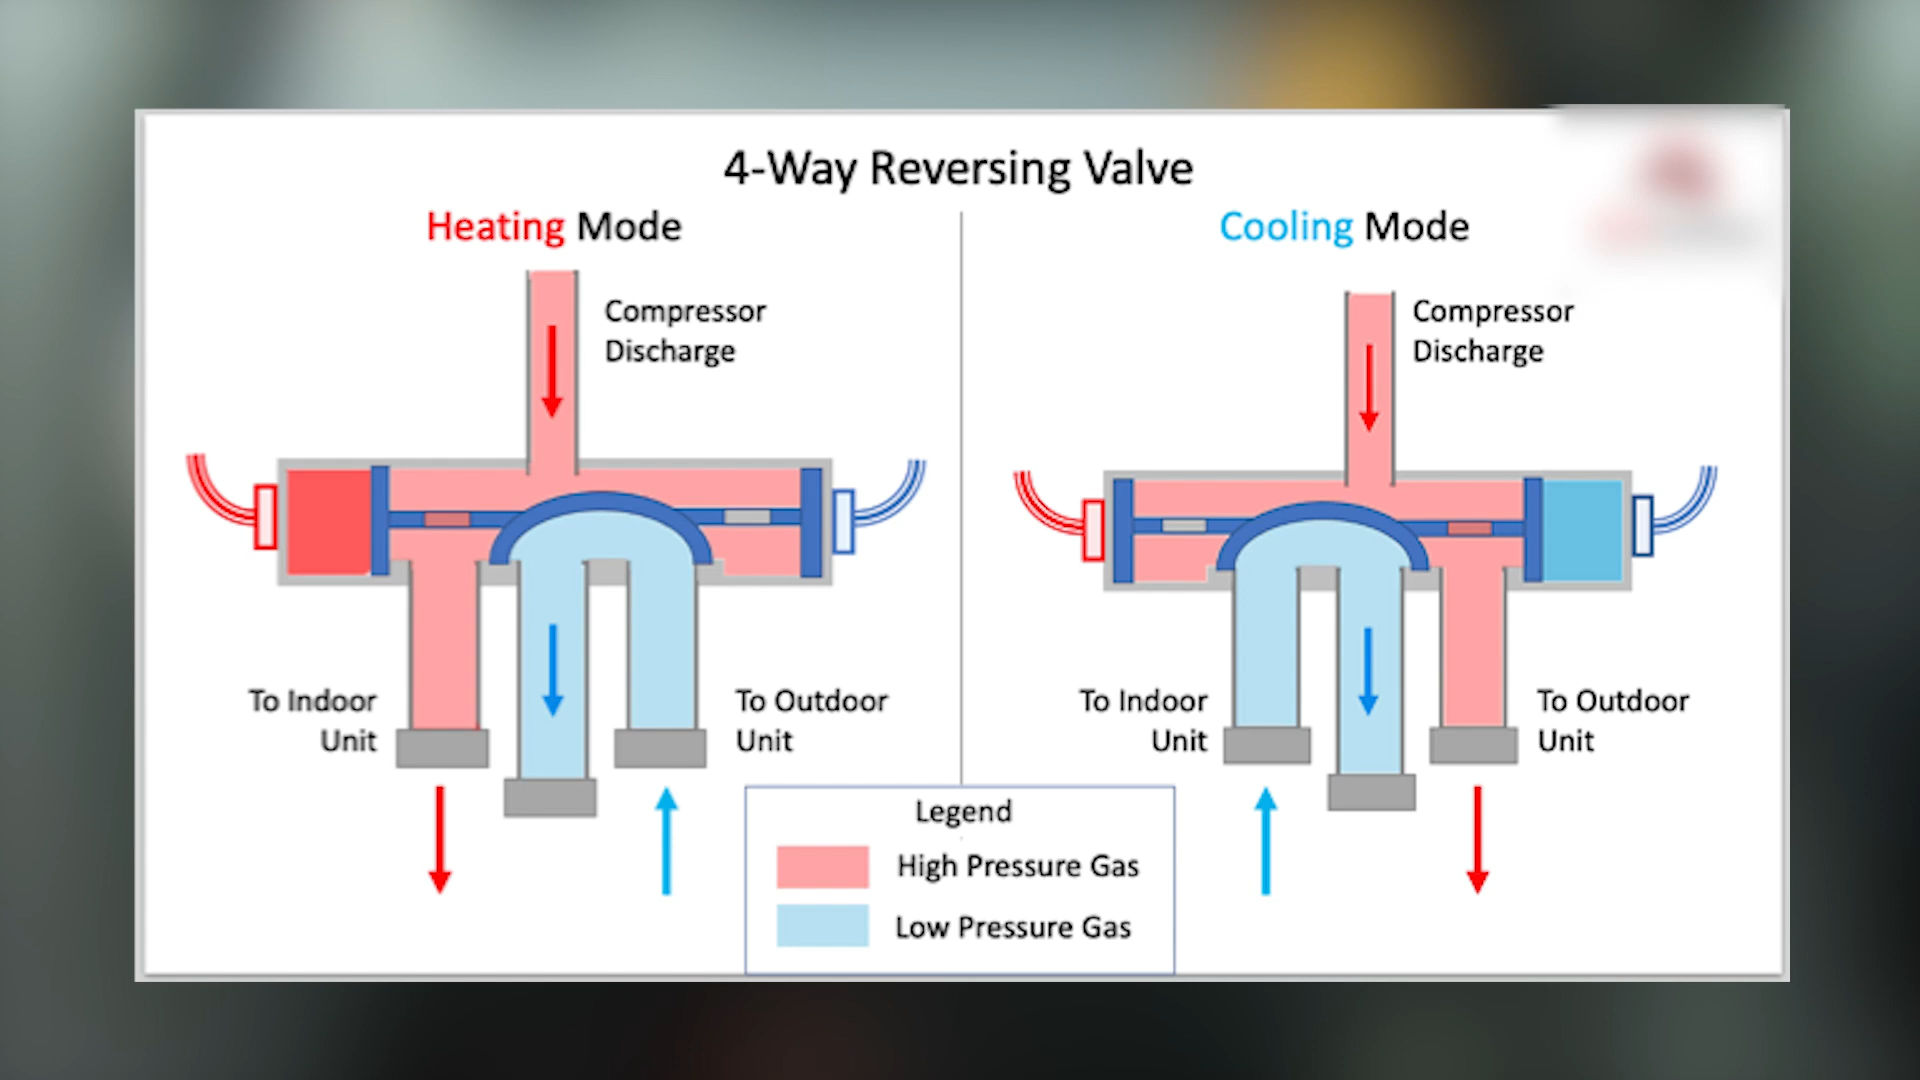 4-Way Reversing Valve
Heating Mode
Cooling Mode
Compressor
Discharge
Compressor
Discharge
To Indoor
Unit
To Outdoor
Unit
To Indoor
Unit
To Outdoor
Unit
Legend
High Pressure Gas
Low Pressure Gas